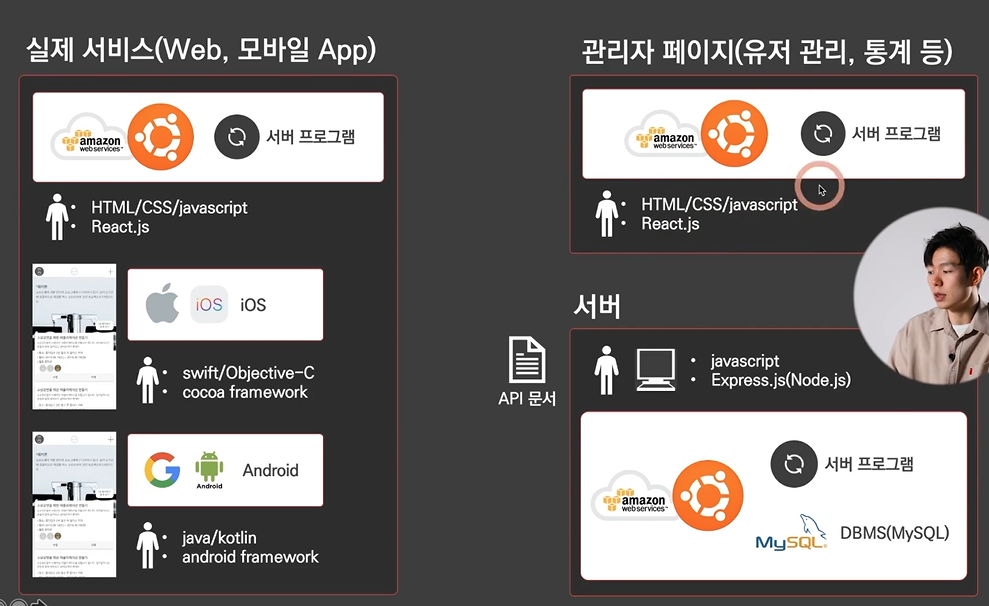 실제 서비스(Web, 모바일 App)
amazon
web services™
서버 프로그램
HTML/CSS/javascript
React.js
iOS
iOS
swift/Objective-C
cocoa framework
Android
Android
java/kotlin
android framework
API 문서
관리자 페이지(유저 관리, 통계 등)
amazon
web services™
서버 프로그램
HTML/CSS/javascript
React.js
서버
javascript
Express.js(Node.js)
amazon
web services™
서버 프로그램
MySQL®
DBMS(MySQL)